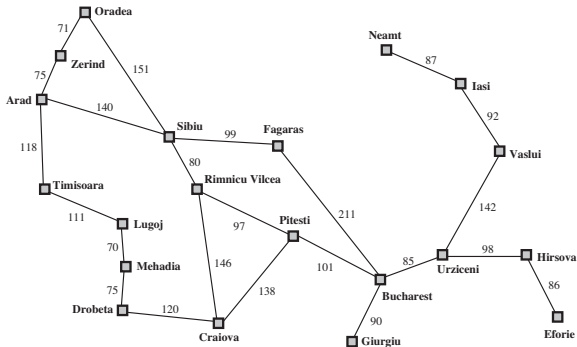 Oradea
71
Neamt
Zerind
87
151
75
Iasi
Arad
140
92
Sibiu
Fagaras
99
118
Vaslui
80
Timisoara
Rimnicu Vilcea
111
Lugoj
97
Pitesti
211
142
70
98
Mehadia
146
101
85
Hirsova
Urziceni
75
138
86
Bucharest
Drobeta
120
90
Craiova
Eforie
Giurgiu